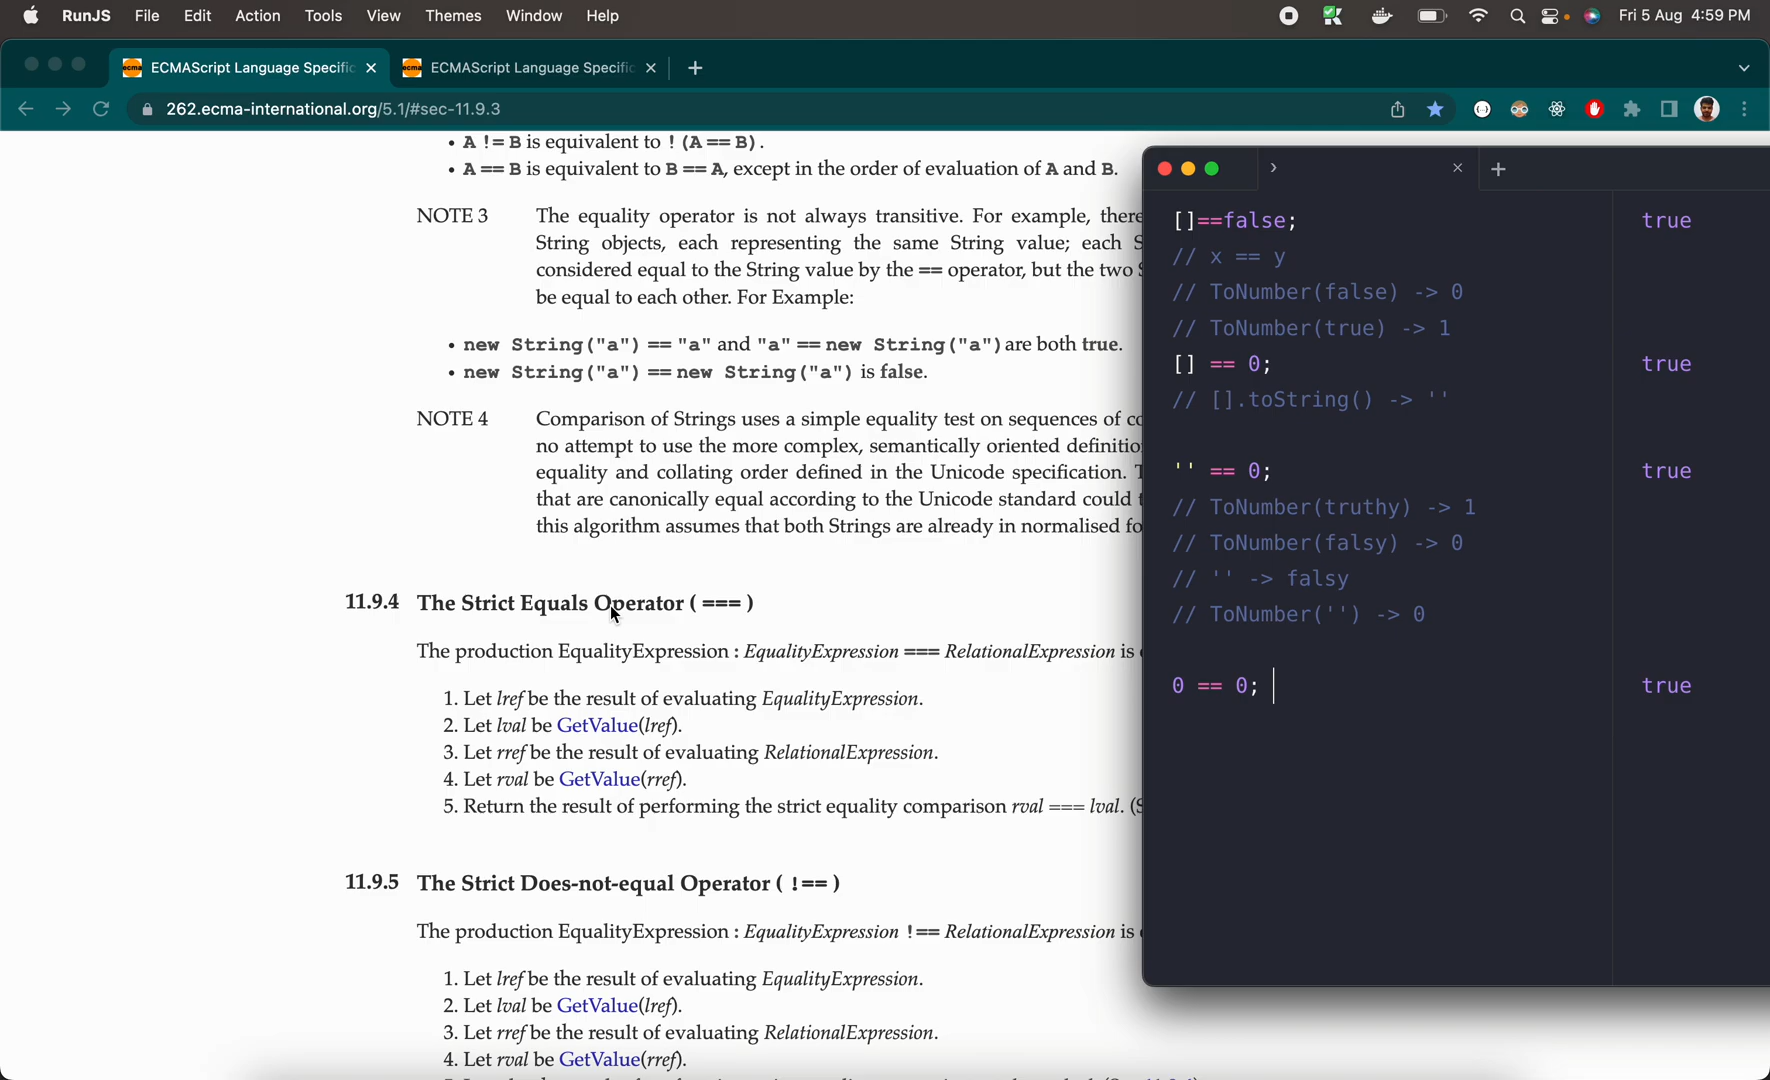 RunJS File Edit Action Tools View Themes Window Help Fri 5 Aug 4:59 PM
ECMAScript Language Specific ECMAScript Language Specific
262.ecma-international.org/5.1/#sec-11.9.3
• A != B is equivalent to ! (A == B).
• A == B is equivalent to B == A, except in the order of evaluation of A and B.
NOTE 3 The equality operator is not always transitive. For example, there
String objects, each representing the same String value; each S
considered equal to the String value by the == operator, but the two S
be equal to each other. For Example:
• new String("a") == "a" and "a" == new String("a")are both true.
• new String("a") == new String("a") is false.
NOTE 4 Comparison of Strings uses a simple equality test on sequences of co
no attempt to use the more complex, semantically oriented definitio
equality and collating order defined in the Unicode specification. T
that are canonically equal according to the Unicode standard could t
this algorithm assumes that both Strings are already in normalised fo
11.9.4 The Strict Equals Operator ( === )
The production EqualityExpression : EqualityExpression === RelationalExpression is
1. Let lref be the result of evaluating EqualityExpression.
2. Let lval be GetValue(lref).
3. Let rref be the result of evaluating RelationalExpression.
4. Let rval be GetValue(rref).
5. Return the result of performing the strict equality comparison rval === lval. (S
11.9.5 The Strict Does-not-equal Operator ( !== )
The production EqualityExpression : EqualityExpression !== RelationalExpression is
1. Let lref be the result of evaluating EqualityExpression.
2. Let lval be GetValue(lref).
3. Let rref be the result of evaluating RelationalExpression.
4. Let rval be GetValue(rref).
[]==false; true
// x == y
// ToNumber(false) -> 0
// ToNumber(true) -> 1
[] == 0; true
// [].toString() -> ''
'' == 0; true
// ToNumber(truthy) -> 1
// ToNumber(falsy) -> 0
// '' -> falsy
// ToNumber('') -> 0
0 == 0; true